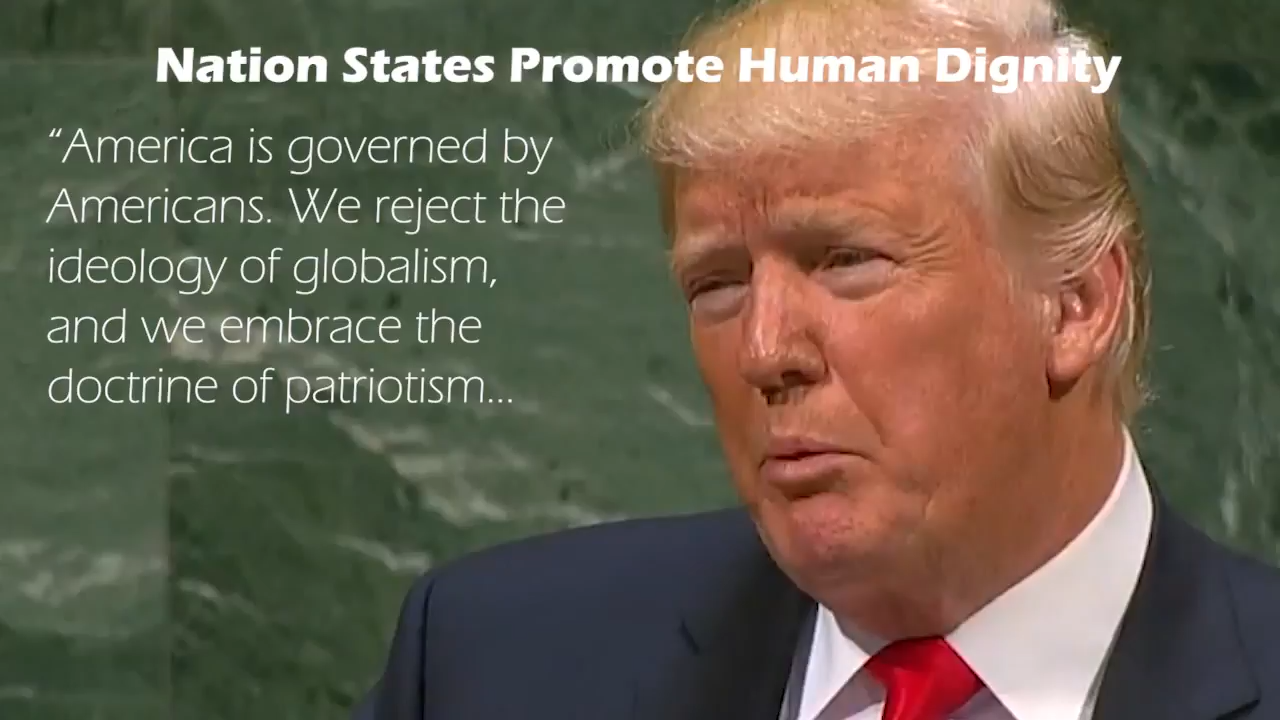 Nation States Promote Human Dignity
“America is governed by
Americans. We reject the
ideology of globalism,
and we embrace the
doctrine of patriotism...